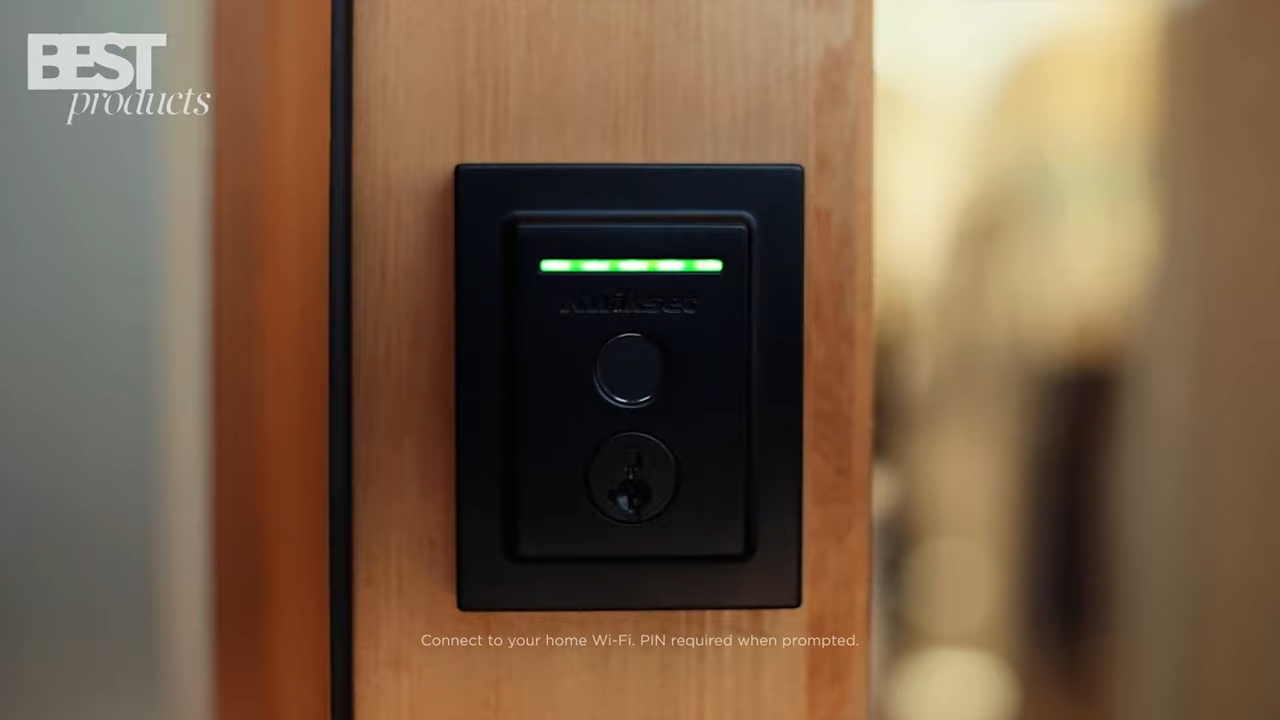 BEST
products
Kwikset
Connect to your home Wi-Fi. PIN required when prompted.